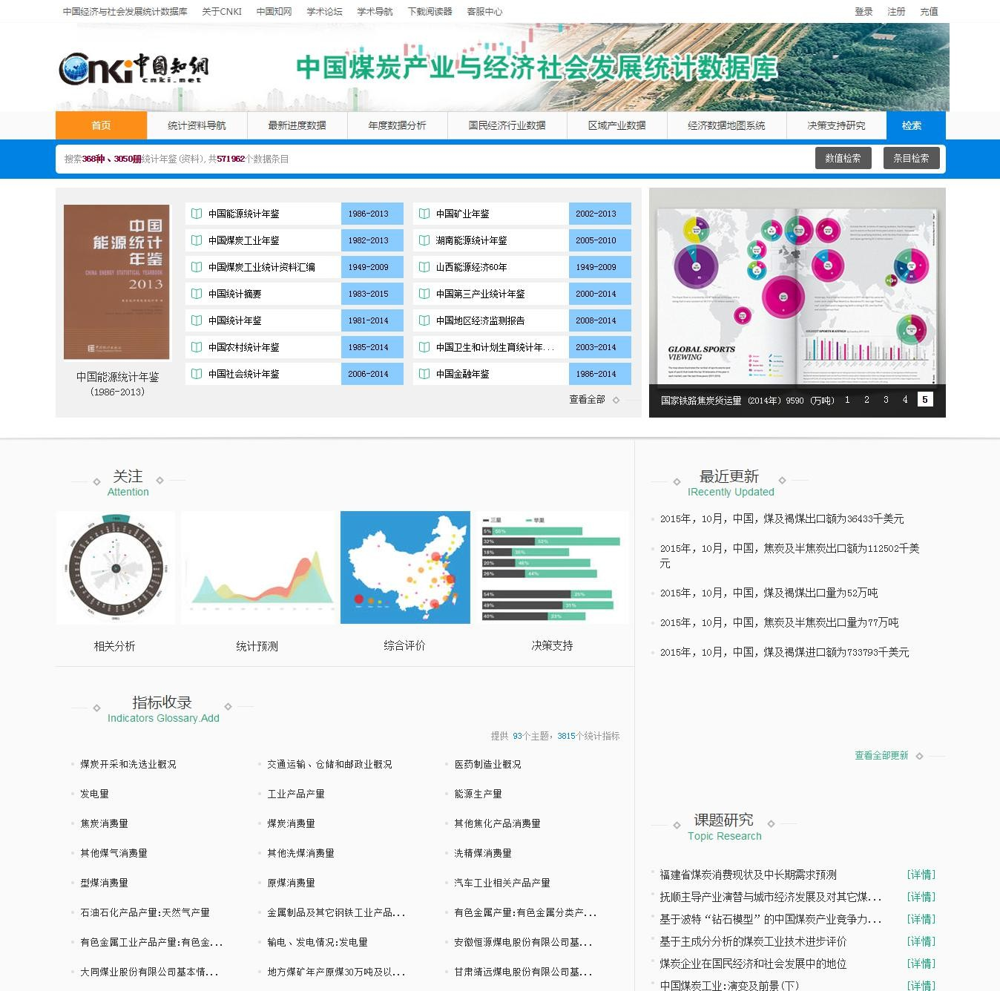 中国经济与社会发展统计数据库 关于CNKI 中国知网 学术论坛 学术导航 下载阅读器 客服中心 登录 注册 充值
Cnki中国知網
cnki.net
中国煤炭产业与经济社会发展统计数据库
首页 统计资料导航 最新进度数据 年度数据分析 国民经济行业数据 区域产业数据 经济数据地图系统 决策支持研究 检索
搜索368种、3050册统计年鉴(资料),共571962个数据条目 数值检索 条目检索
中国
能源统计
年鉴
CHINA ENERGY STATISTICAL YEARBOOK
2013
中国能源统计年鉴
(1986-2013)
中国能源统计年鉴 1986-2013 中国矿业年鉴 2002-2013
中国煤炭工业年鉴 1982-2013 湖南能源统计年鉴 2005-2010
中国煤炭工业统计资料汇编 1949-2009 山西能源经济60年 1949-2009
中国统计摘要 1983-2015 中国第三产业统计年鉴 2000-2014
中国统计年鉴 1981-2014 中国地区经济监测报告 2008-2014
中国农村统计年鉴 1985-2014 中国卫生和计划生育统计年... 2003-2014
中国社会统计年鉴 2006-2014 中国金融年鉴 1986-2014
查看全部
GLOBAL SPORTS
VIEWING
HIGHEST SPORTS RATINGS
国家铁路焦炭货运量 (2014年) 9590 (万吨) 1 2 3 4 5
关注
Attention
三星 苹果
5% 55%
32% 52%
18% 35%
20% 46%
26% 44%
54% 25%
49% 31%
40% 23%
相关分析 统计预测 综合评价 决策支持
最近更新
IRecently Updated
2015年，10月，中国，煤及褐煤出口额为36433千美元
2015年，10月，中国，焦炭及半焦炭出口额为112502千美
元
2015年，10月，中国，煤及褐煤出口量为52万吨
2015年，10月，中国，焦炭及半焦炭出口量为77万吨
2015年，10月，中国，煤及褐煤进口额为733793千美元
查看全部更新
指标收录
Indicators Glossary.Add
提供 93个主题，3815个统计指标
煤炭开采和洗选业概况 交通运输、仓储和邮政业概况 医药制造业概况
发电量 工业产品产量 能源生产量
焦炭消费量 煤炭消费量 其他焦化产品消费量
其他煤气消费量 其他洗煤消费量 洗精煤消费量
型煤消费量 原煤消费量 汽车工业相关产品产量
石油石化产品产量:天然气产量 金属制品及其它钢铁工业产品... 有色金属产量:有色金属分类产...
有色金属工业产品产量:有色金... 输电、发电情况:发电量 安徽恒源煤电股份有限公司基...
大同煤业股份有限公司基本情... 地方煤矿年产原煤30万吨及以... 甘肃靖远煤电股份有限公司基...
课题研究
Topic Research
福建省煤炭消费现状及中长期需求预测 [详情]
抚顺主导产业演替与城市经济发展及对其它煤... [详情]
基于波特“钻石模型”的中国煤炭产业竞争力... [详情]
基于主成分分析的煤炭工业技术进步评价 [详情]
煤炭企业在国民经济和社会发展中的地位 [详情]
中国煤炭工业:演变及前景(下) [详情]